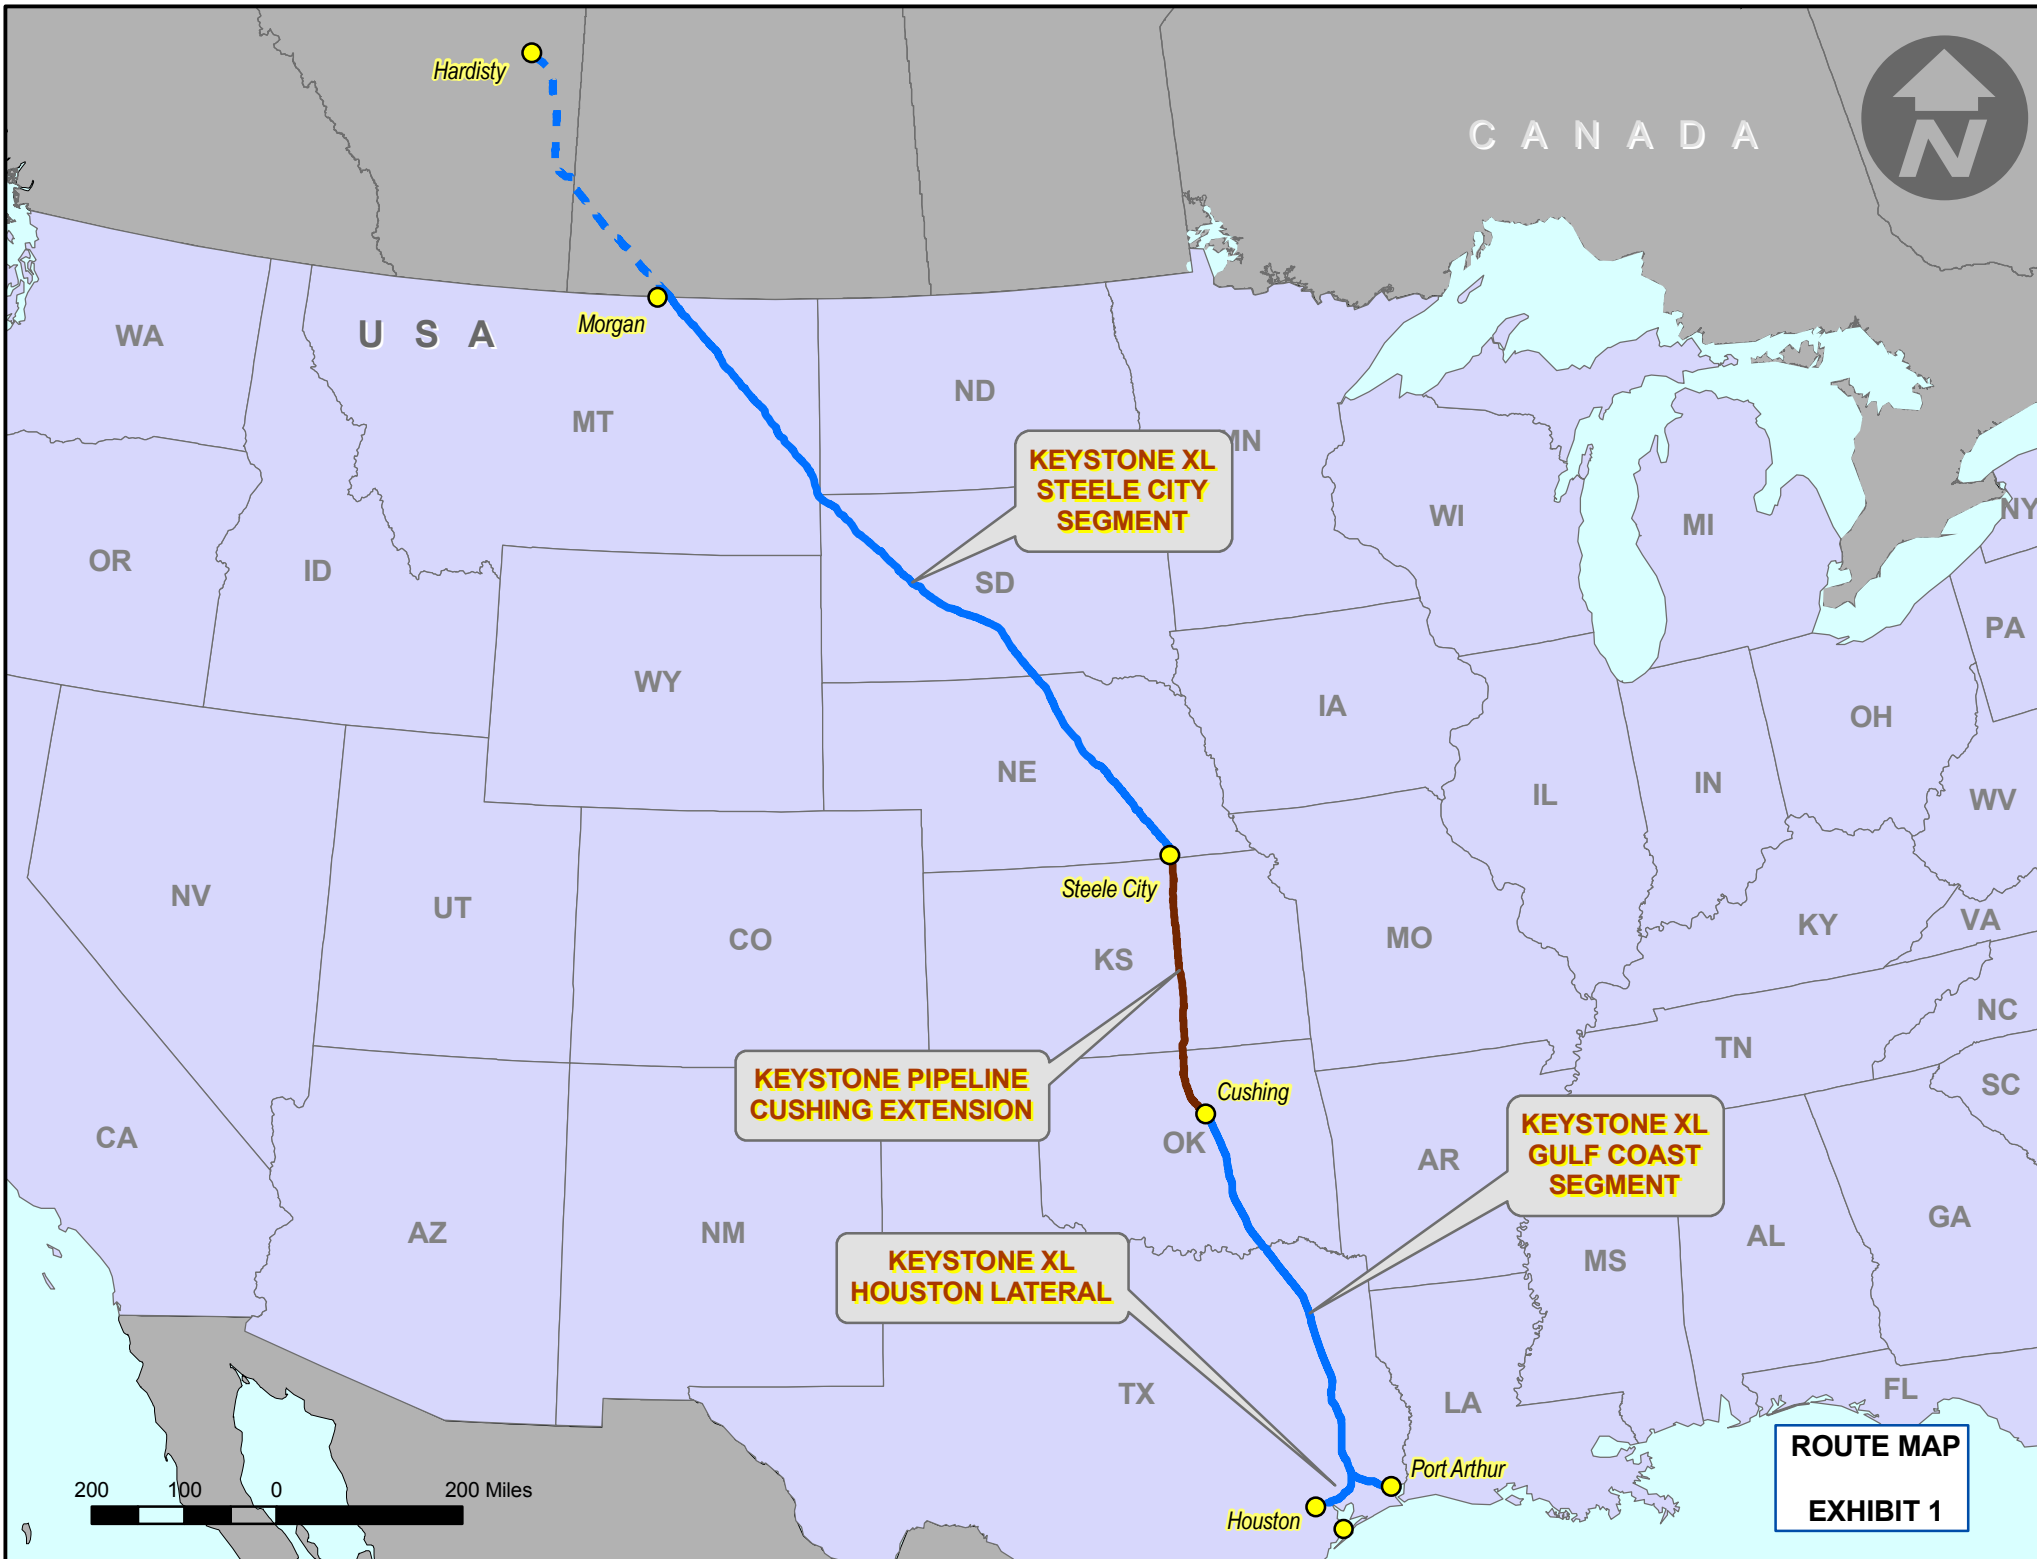 Hardisty
CANADA
N
Morgan
USA
WA
MT
ND
MN
KEYSTONE XL
STEELE CITY
SEGMENT
OR
ID
WI
MI
NY
SD
WY
PA
IA
OH
NE
IL
IN
WV
Steele City
NV
UT
CO
KS
MO
KY
VA
NC
TN
SC
KEYSTONE PIPELINE
CUSHING EXTENSION
Cushing
OK
CA
AR
KEYSTONE XL
GULF COAST
SEGMENT
AZ
NM
KEYSTONE XL
HOUSTON LATERAL
MS
AL
GA
TX
LA
FL
Port Arthur
Houston
200 100 0 200 Miles
ROUTE MAP
EXHIBIT 1